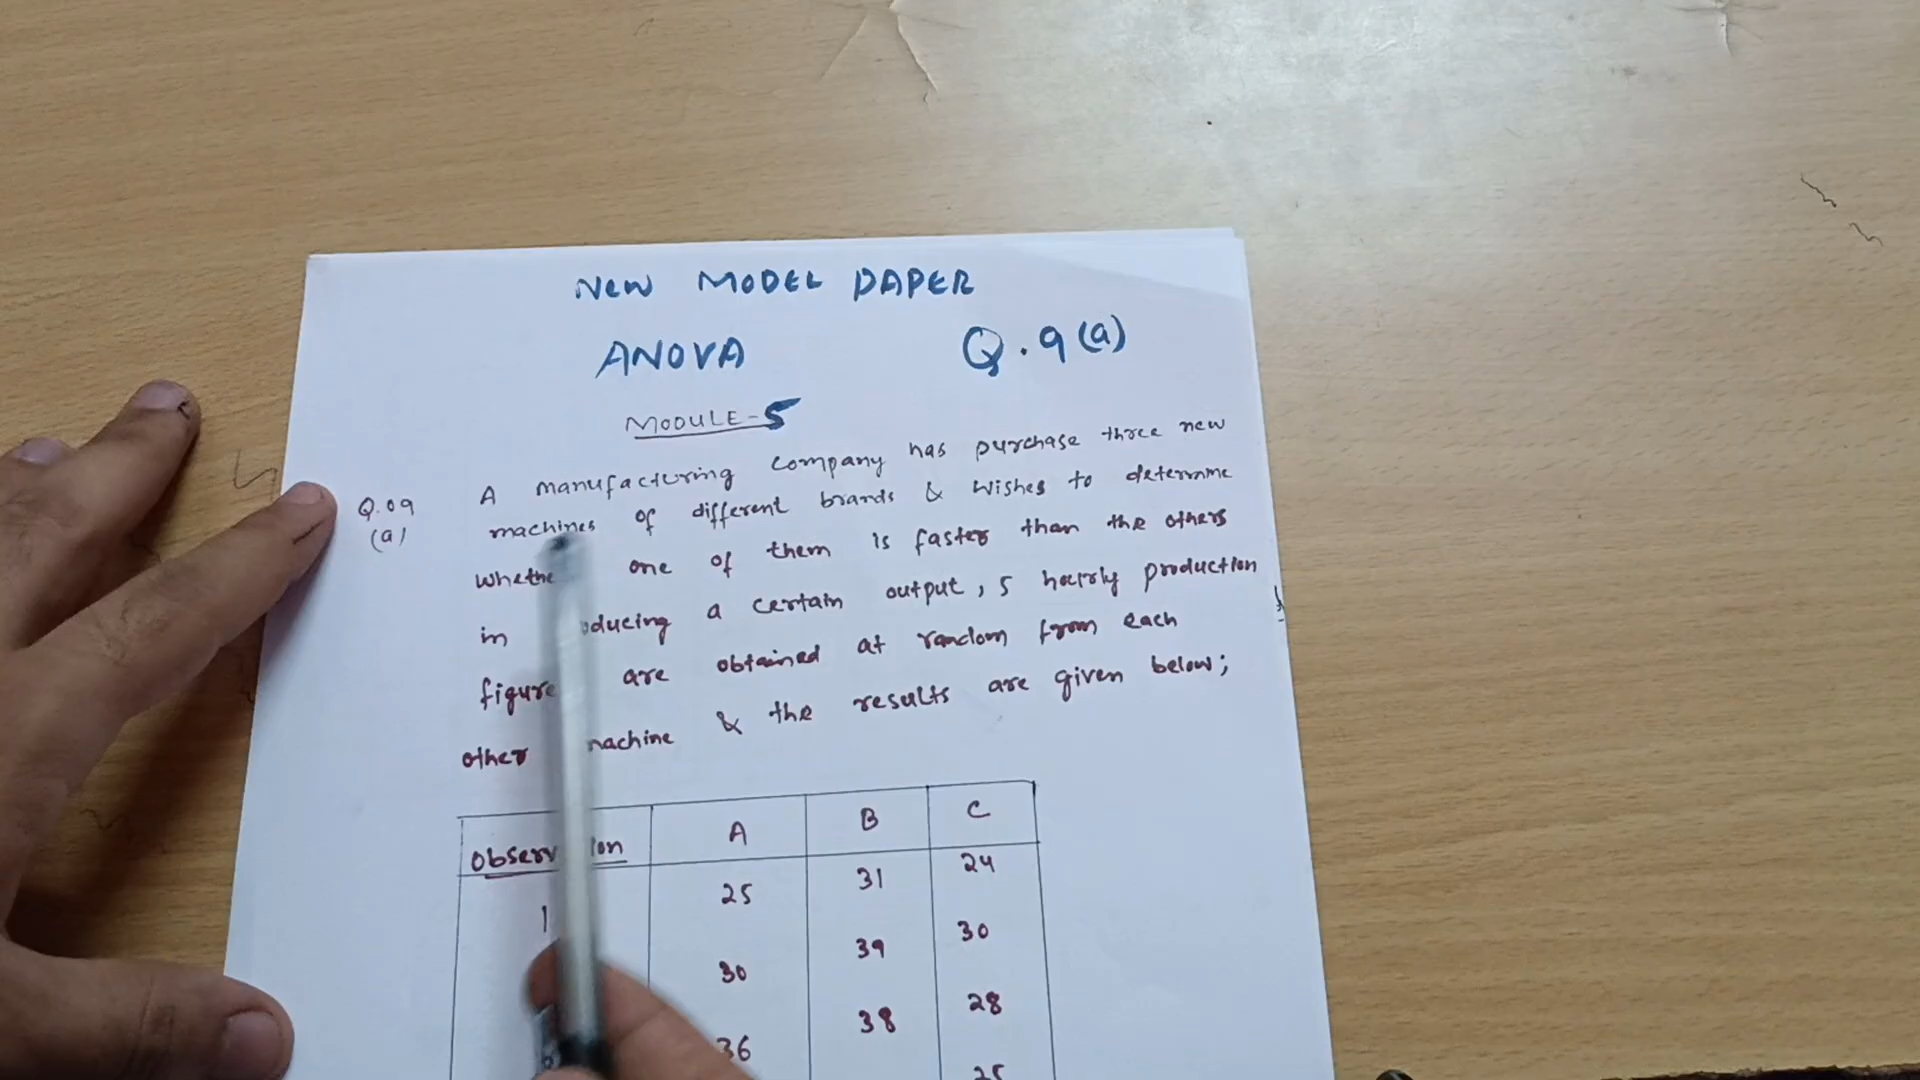 NEW MODEL PAPER
ANOVA Q.9(a)
MODULE-5
Q.09 A manufacturing company has purchase three new
(a) machines of different brands & wishes to determine
one of them is faster than the others
in a certain output, 5 hourly production
are obtained at random from each
other machine & the results are given below;
Observation A B C
1 25 31 24
30 39 30
36 38 28
25